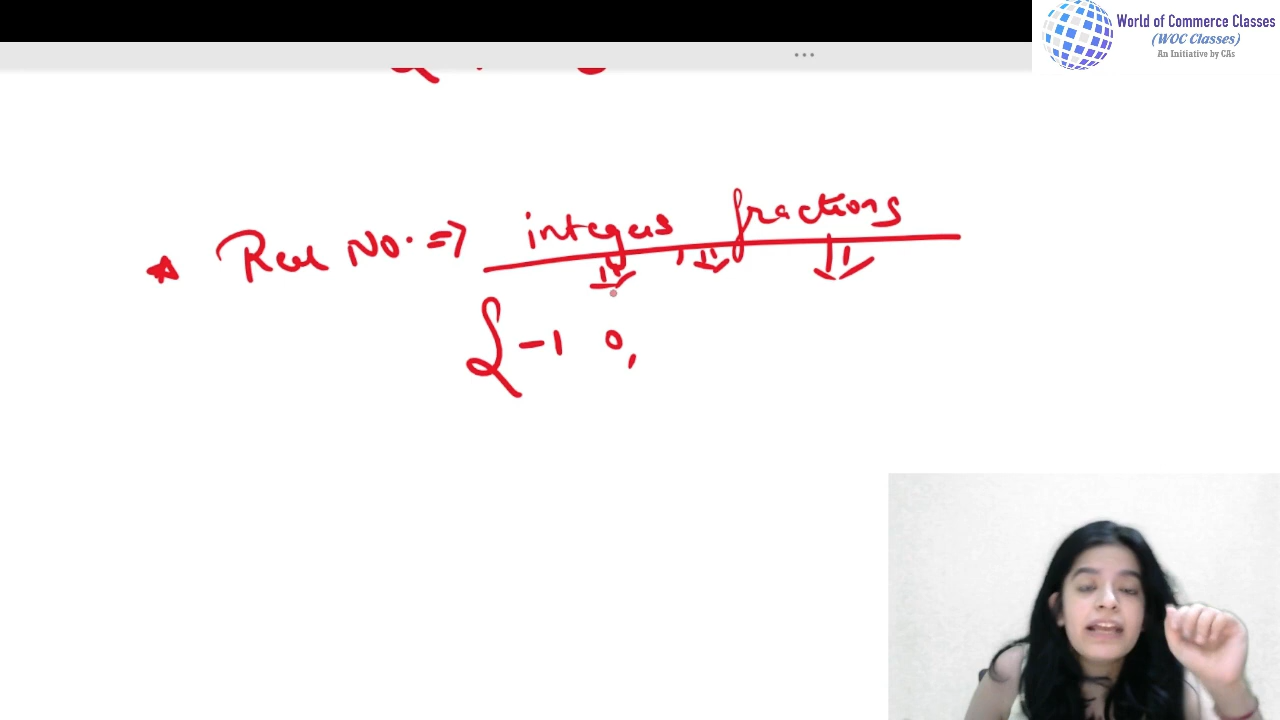 World of Commerce Classes
(WOC Classes)
An Initiative by CAs
Real No. => integers fractions
{ -1 0,